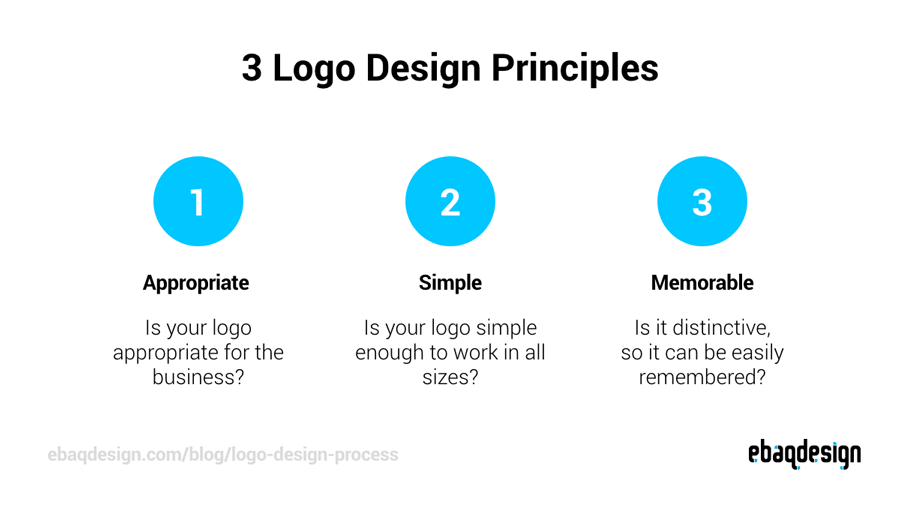 3 Logo Design Principles
1
2
3
Appropriate
Simple
Memorable
Is your logo
appropriate for the
business?
Is your logo simple
enough to work in all
sizes?
Is it distinctive,
so it can be easily
remembered?
ebaqdesign.com/blog/logo-design-process
ebaqdesign